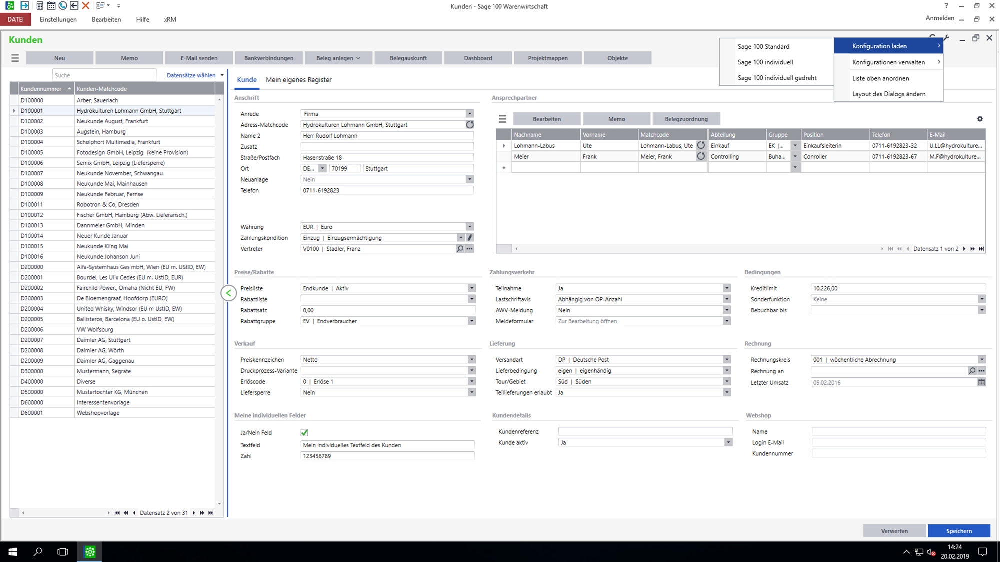 Kunden - Sage 100 Warenwirtschaft
?
DATEI Einstellungen Bearbeiten Hilfe xRM
Anmelden
Kunden
Neu Memo E-Mail senden Bankverbindungen Beleg anlegen Belegauskunft Dashboard Projektmappen Objekte
Sage 100 Standard
Sage 100 individuell
Sage 100 individuell gedreht
Konfiguration laden
Konfigurationen verwalten
Liste oben anordnen
Layout des Dialogs ändern
Suche Datensätze wählen
Kundennummer Kunden-Matchcode
D100000 Arber, Sauerlach
D100001 Hydrokulturen Lohmann GmbH, Stuttgart
D100002 Neukunde August, Frankfurt
D100003 Augstein, Hamburg
D100004 Scholphort Multimedia, Frankfurt
D100005 Fotodesign GmbH, Leipzig (keine Provision)
D100006 Semix GmbH, Leipzig (Liefersperre)
D100007 Neukunde November, Schwangau
D100008 Neukunde Mai, Mainhausen
D100009 Neukunde Februar, Fernse
D100011 Robotron & Co, Dresden
D100012 Fischer GmbH, Hamburg (Abw. Lieferansch.)
D100013 Dannmeier GmbH, Minden
D100014 Neuer Kunde Januar
D100015 Neukunde Kling Mai
D100016 Neukunde Johanson Juni
D200000 Alfa-Systemhaus Ges mbH, Wien (EU m. UStID, EW)
D200001 Bourdel, Les Ulix Cedes (EU m. UstID, EUR)
D200002 Fairchild Power., Omaha (Nicht EU, FW)
D200003 De Bloemengraaf, Hoofdorp (EURO)
D200004 United Whisky, Windsor (EU m UstID, EW)
D200005 Ballisteros, Barcelona (EU o. UstID, EW)
D200006 VW Wolfsburg
D200007 Daimler AG, Stuttgart
D200008 Daimler AG, Wörth
D200009 Daimler AG, Gaggenau
D300000 Mustermann, Segrate
D400000 Diverse
D500000 Mustertochter KG, München
D600000 Interessentenvorlage
D600001 Webshopvorlage
Datensatz 2 von 31
Kunde Mein eigenes Register
Anschrift
Anrede Firma
Adress-Matchcode Hydrokulturen Lohmann GmbH, Stuttgart
Name 2 Herr Rudolf Lohmann
Zusatz
Straße/Postfach Hasenstraße 18
Ort DE... 70199 Stuttgart
Neuanlage Nein
Telefon 0711-6192823
Währung EUR | Euro
Zahlungskondition Einzug | Einzugsermächtigung
Vertreter V0100 | Stadler, Franz
Ansprechpartner
Bearbeiten Memo Belegzuordnung
Nachname Vorname Matchcode Abteilung Gruppe Position Telefon E-Mail
Lohmann-Labus Ute Lohmann-Labus, Ute Einkauf EK |... Einkaufsleiterin 0711-6192823-32 U.LL@hydrokulture...
Meier Frank Meier, Frank Controlling Buha... Conroller 0711-6192823-67 M.F@hydrokulture...
Datensatz 1 von 2
Preise/Rabatte
Preisliste Endkunde | Aktiv
Rabattliste
Rabattsatz 0,00
Rabattgruppe EV | Endverbraucher
Zahlungsverkehr
Teilnahme Ja
Lastschriftavis Abhängig von OP-Anzahl
AWV-Meldung Nein
Meldeformular Zur Bearbeitung öffnen
Bedingungen
Kreditlimit 10.226,00
Sonderfunktion Keine
Bebuchbar bis
Verkauf
Preiskennzeichen Netto
Druckprozess-Variante
Erlöscode 0 | Erlöse 1
Liefersperre Nein
Lieferung
Versandart DP | Deutsche Post
Lieferbedingung eigen | eigenhändig
Tour/Gebiet Süd | Süden
Teillieferungen erlaubt Ja
Rechnung
Rechnungskreis 001 | wöchentliche Abrechnung
Rechnung an
Letzter Umsatz 05.02.2016
Meine individuellen Felder
Ja/Nein Feld
Textfeld Mein individuelles Textfeld des Kunden
Zahl 123456789
Kundendetails
Kundenreferenz
Kunde aktiv Ja
Webshop
Name
Login E-Mail
Kundennummer
Verwerfen Speichern
14:24
20.02.2019